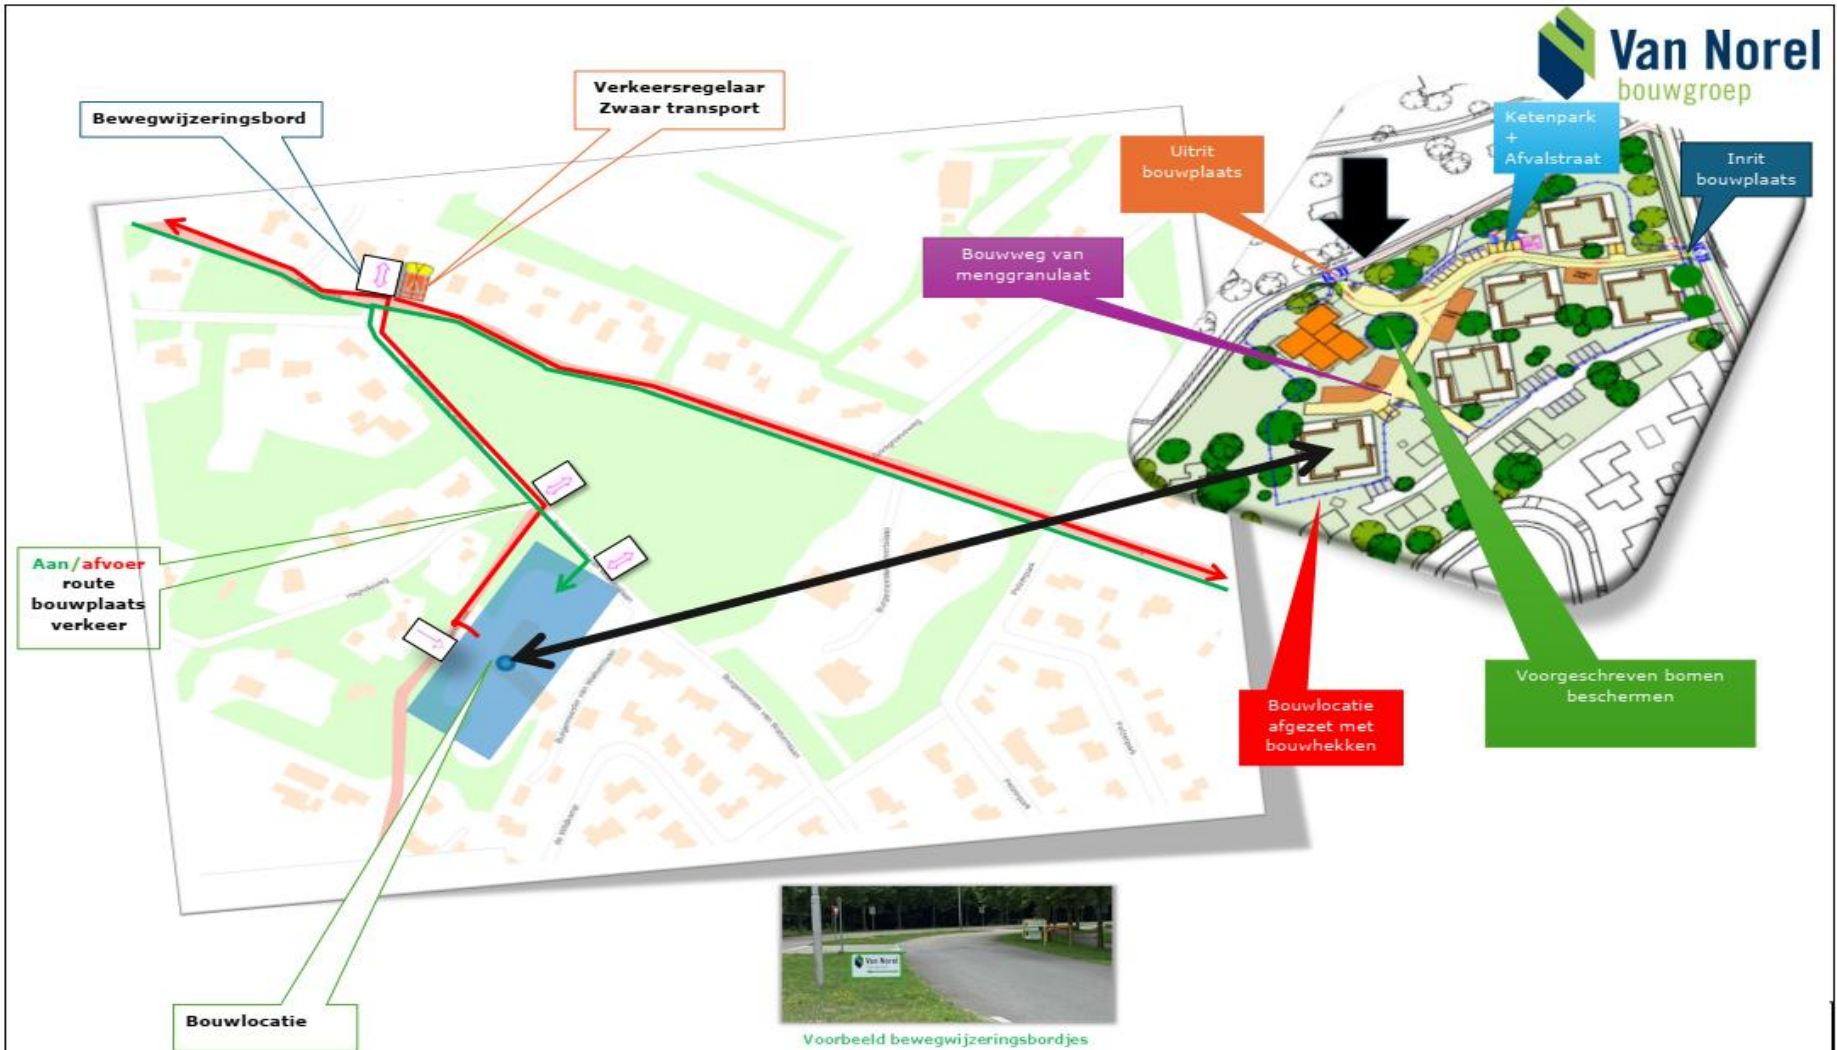 Van Norel
bouwgroep
Bewegwijzeringsbord
Verkeersregelaar
Zwaar transport
Uitrit
bouwplaats
Ketenpark
+
Afvalstraat
Inrit
bouwplaats
Bouwweg van
menggranulaat
Aan/afvoer
route
bouwplaats
verkeer
Voorgeschreven bomen
beschermen
Bouwlocatie
afgezet met
bouwhekken
Bouwlocatie
Van Norel
Voorbeeld bewegwijzeringsbordjes